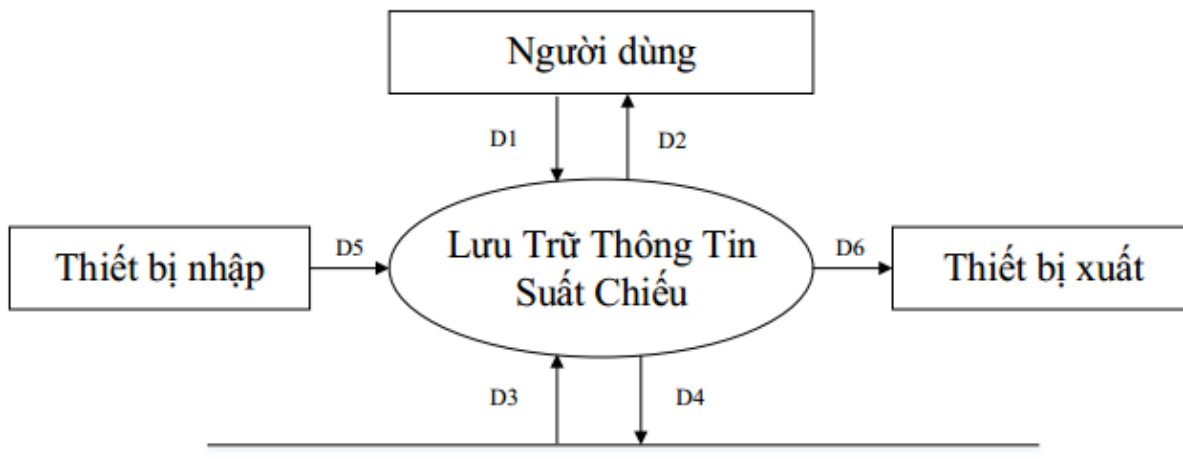 Người dùng
D1
D2
Thiết bị nhập
D5
Lưu Trữ Thông Tin
Suất Chiếu
D6
Thiết bị xuất
D3
D4